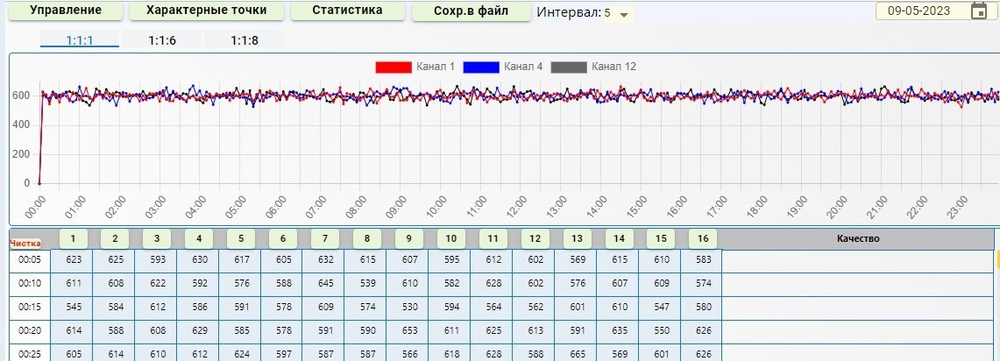 Управление Характерные точки Статистика Сохр.в файл Интервал: 5 09-05-2023
1:1:1 1:1:6 1:1:8
Канал 1 Канал 4 Канал 12
600
400
200
0
00:00 01:00 02:00 03:00 04:00 05:00 06:00 07:00 08:00 09:00 10:00 11:00 12:00 13:00 14:00 15:00 16:00 17:00 18:00 19:00 20:00 21:00 22:00 23:00
Чистка 1 2 3 4 5 6 7 8 9 10 11 12 13 14 15 16 Качество
00:05 623 625 593 630 617 605 632 615 607 595 612 602 569 615 610 583
00:10 611 608 622 592 576 588 645 539 610 582 628 602 576 607 609 574
00:15 545 584 612 586 591 578 609 574 530 594 564 562 601 610 547 580
00:20 614 588 608 629 585 578 591 590 653 611 625 613 591 635 550 626
00:25 605 614 610 612 624 597 587 587 566 618 628 588 665 569 601 626